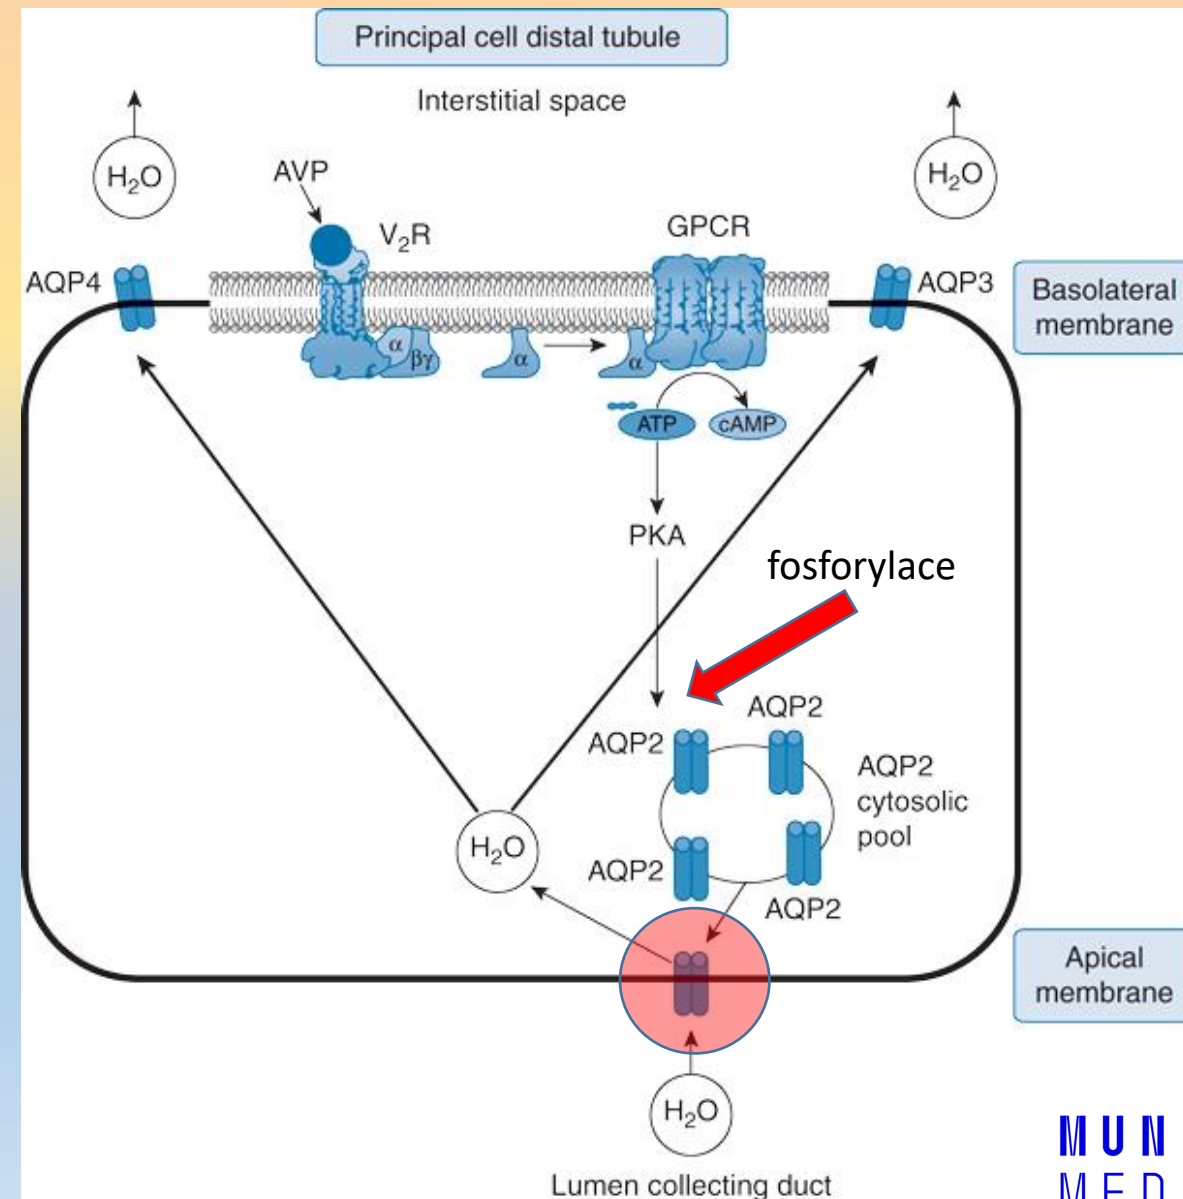 Principal cell distal tubule
Interstitial space
H₂O
H₂O
AVP
V₂R
GPCR
AQP4
AQP3
Basolateral
membrane
α
βγ
α
α
ATP
cAMP
PKA
fosforylace
AQP2
AQP2
AQP2
cytosolic
pool
H₂O
AQP2
AQP2
Apical
membrane
H₂O
Lumen collecting duct
MUN
MED